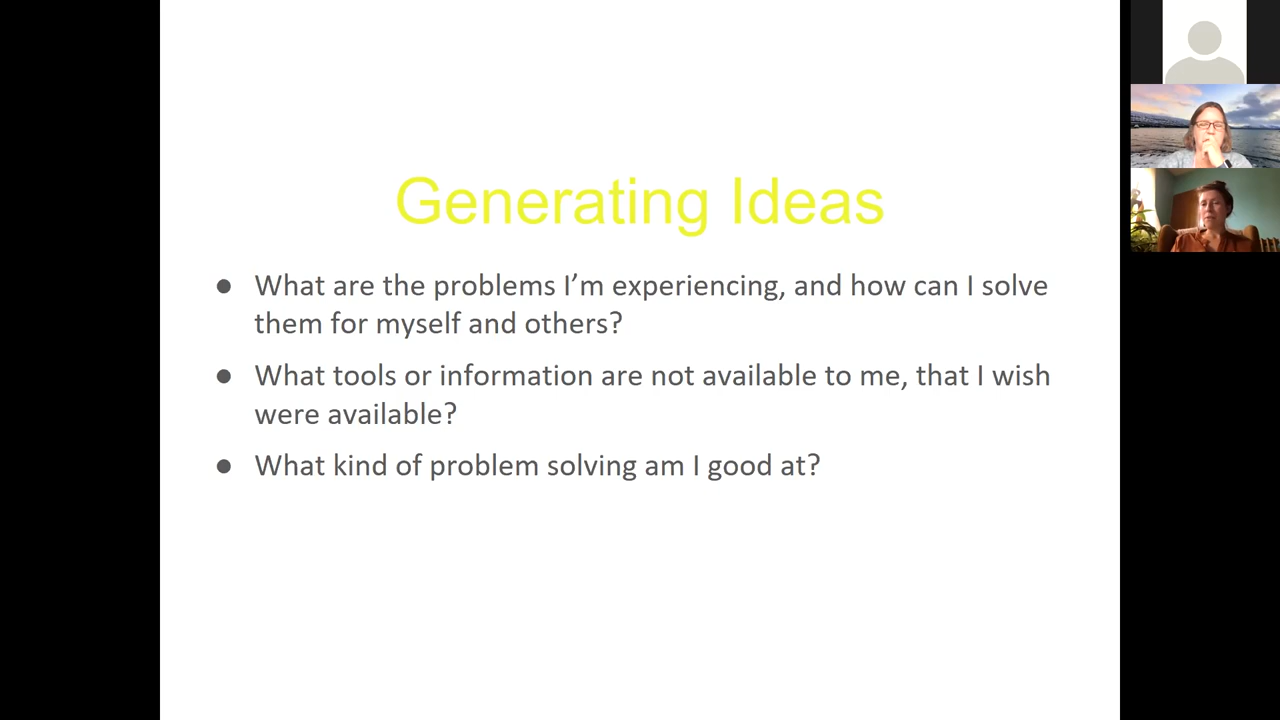 Generating Ideas
● What are the problems I’m experiencing, and how can I solve
them for myself and others?
● What tools or information are not available to me, that I wish
were available?
● What kind of problem solving am I good at?